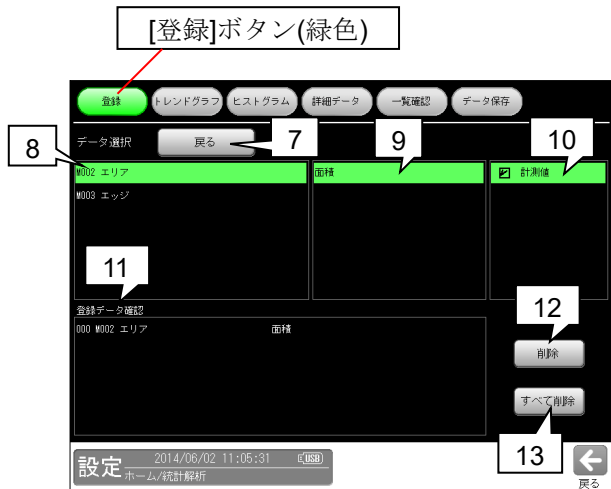 [登録]ボタン(緑色)
登録 トレンドグラフ ヒストグラム 詳細データ 一覧確認 データ保存
データ選択 戻る 7
8 9 10
M002 エリア 面積 計測値
M003 エッジ
11
登録データ確認
000 M002 エリア 面積
12
削除
すべて削除
13
設定 2014/06/02 11:05:31 USB
ホーム/統計解析
戻る